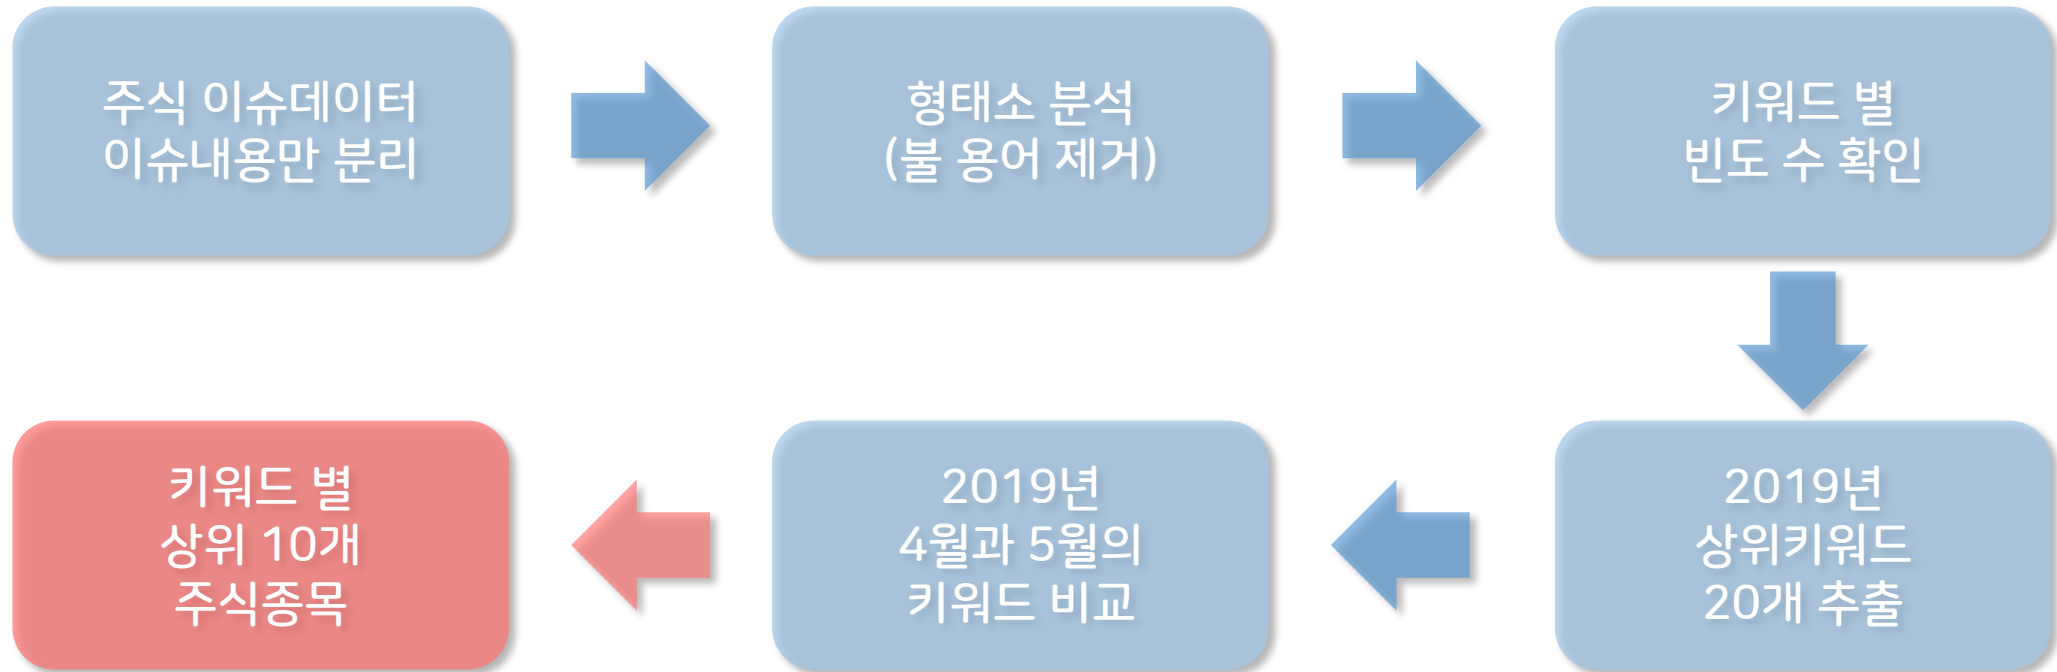 주식 이슈데이터
이슈내용만 분리
형태소 분석
(불 용어 제거)
키워드 별
빈도 수 확인
2019년
상위키워드
20개 추출
2019년
4월과 5월의
키워드 비교
키워드 별
상위 10개
주식종목